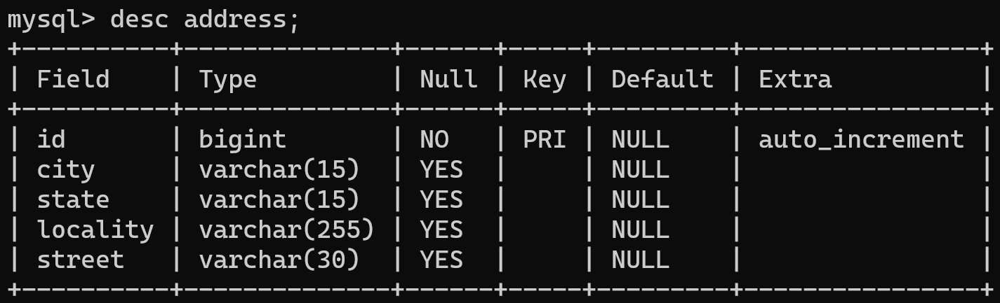 mysql> desc address;
+----------+--------------+------+-----+---------+----------------+
| Field    | Type         | Null | Key | Default | Extra          |
+----------+--------------+------+-----+---------+----------------+
| id       | bigint       | NO   | PRI | NULL    | auto_increment |
| city     | varchar(15)  | YES  |     | NULL    |                |
| state    | varchar(15)  | YES  |     | NULL    |                |
| locality | varchar(255) | YES  |     | NULL    |                |
| street   | varchar(30)  | YES  |     | NULL    |                |
+----------+--------------+------+-----+---------+----------------+